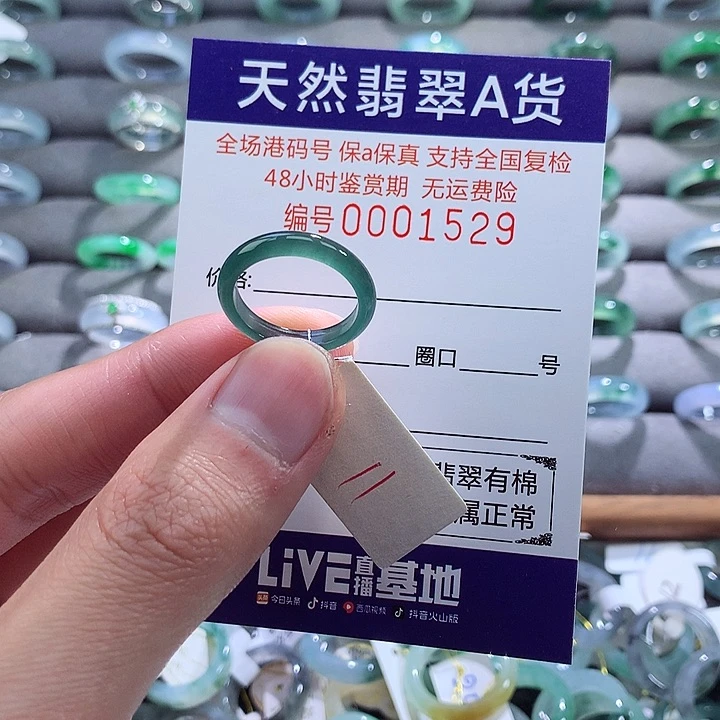 天然翡翠A货
全场港码号 保a保真 支持全国复检
48小时鉴赏期 无运费险
编号0001529
价格:
圈口 号
翡翠有棉
属正常
LiVE直播基地
头条 今日头条 抖音 西瓜视频 抖音火山版